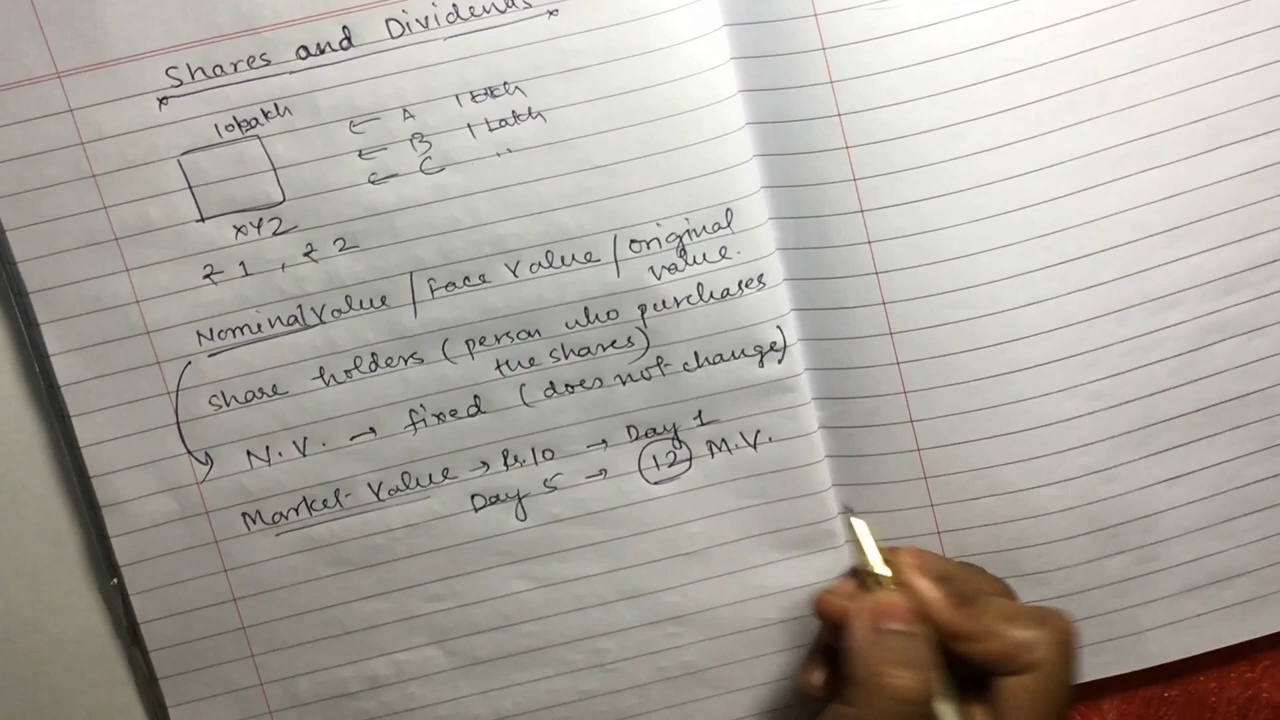 Shares and Dividends
10 Lakh
← A 1 Lakh
← B 1 Lakh
← C "
XYZ
₹ 1 , ₹ 2
Nominal Value / Face Value / original value.
share holders (person who purchases the shares)
N.V. → fixed (does not change)
Market Value → Rs.10 → Day 1
Day 5 → 12 M.V.